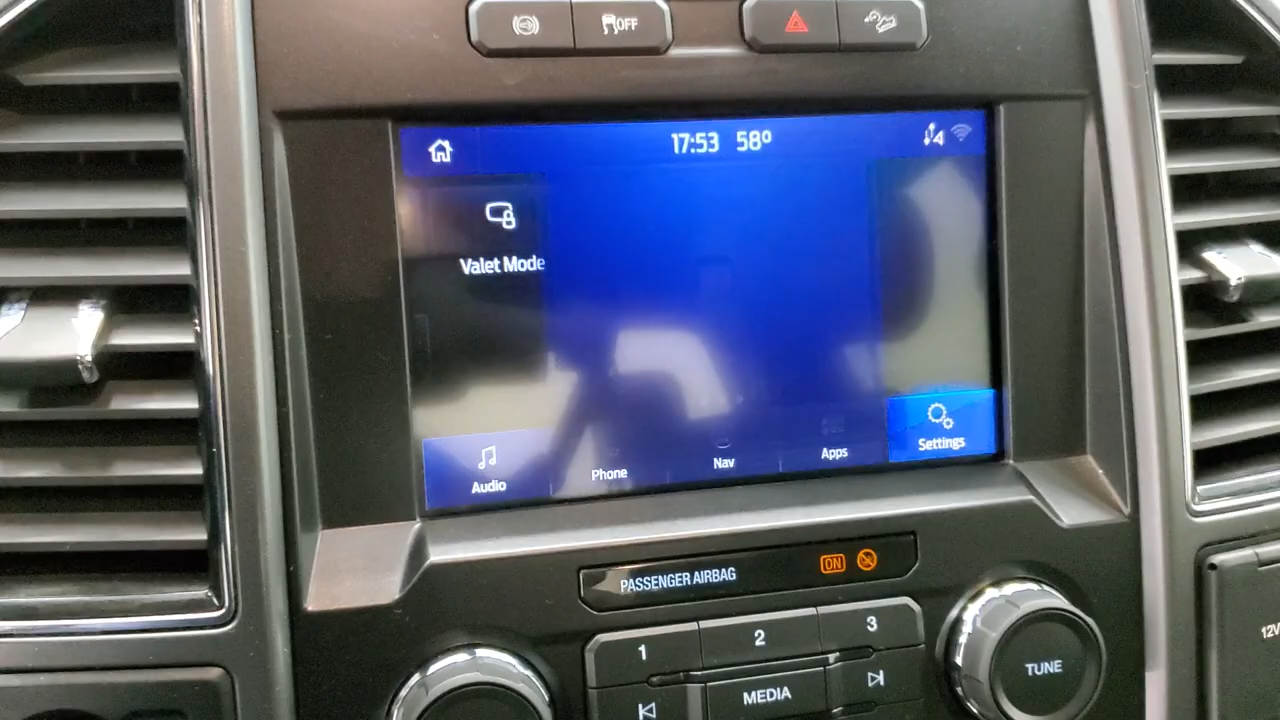 OFF
17:53 58°
4
Valet Mode
Audio
Phone
Nav
Apps
Settings
PASSENGER AIRBAG
ON
1
2
3
MEDIA
TUNE
12V